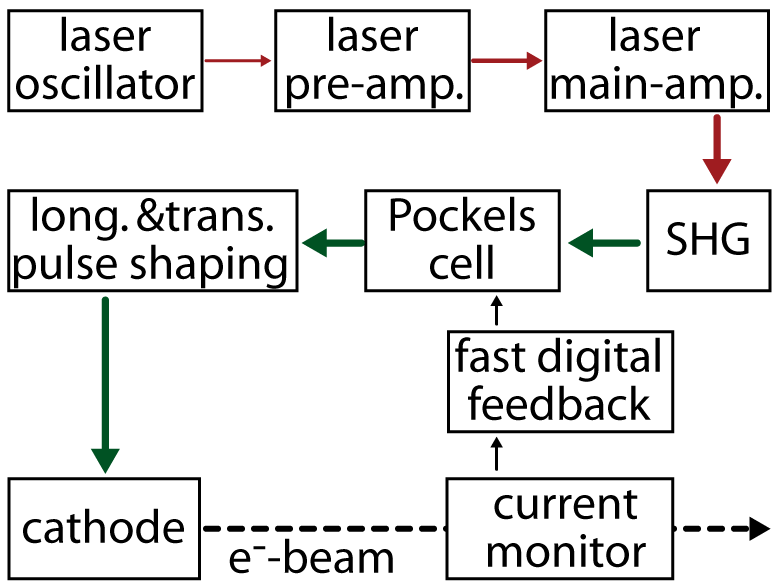 laser
oscillator
laser
pre-amp.
laser
main-amp.
long. &trans.
pulse shaping
Pockels
cell
SHG
fast digital
feedback
cathode
e⁻-beam
current
monitor